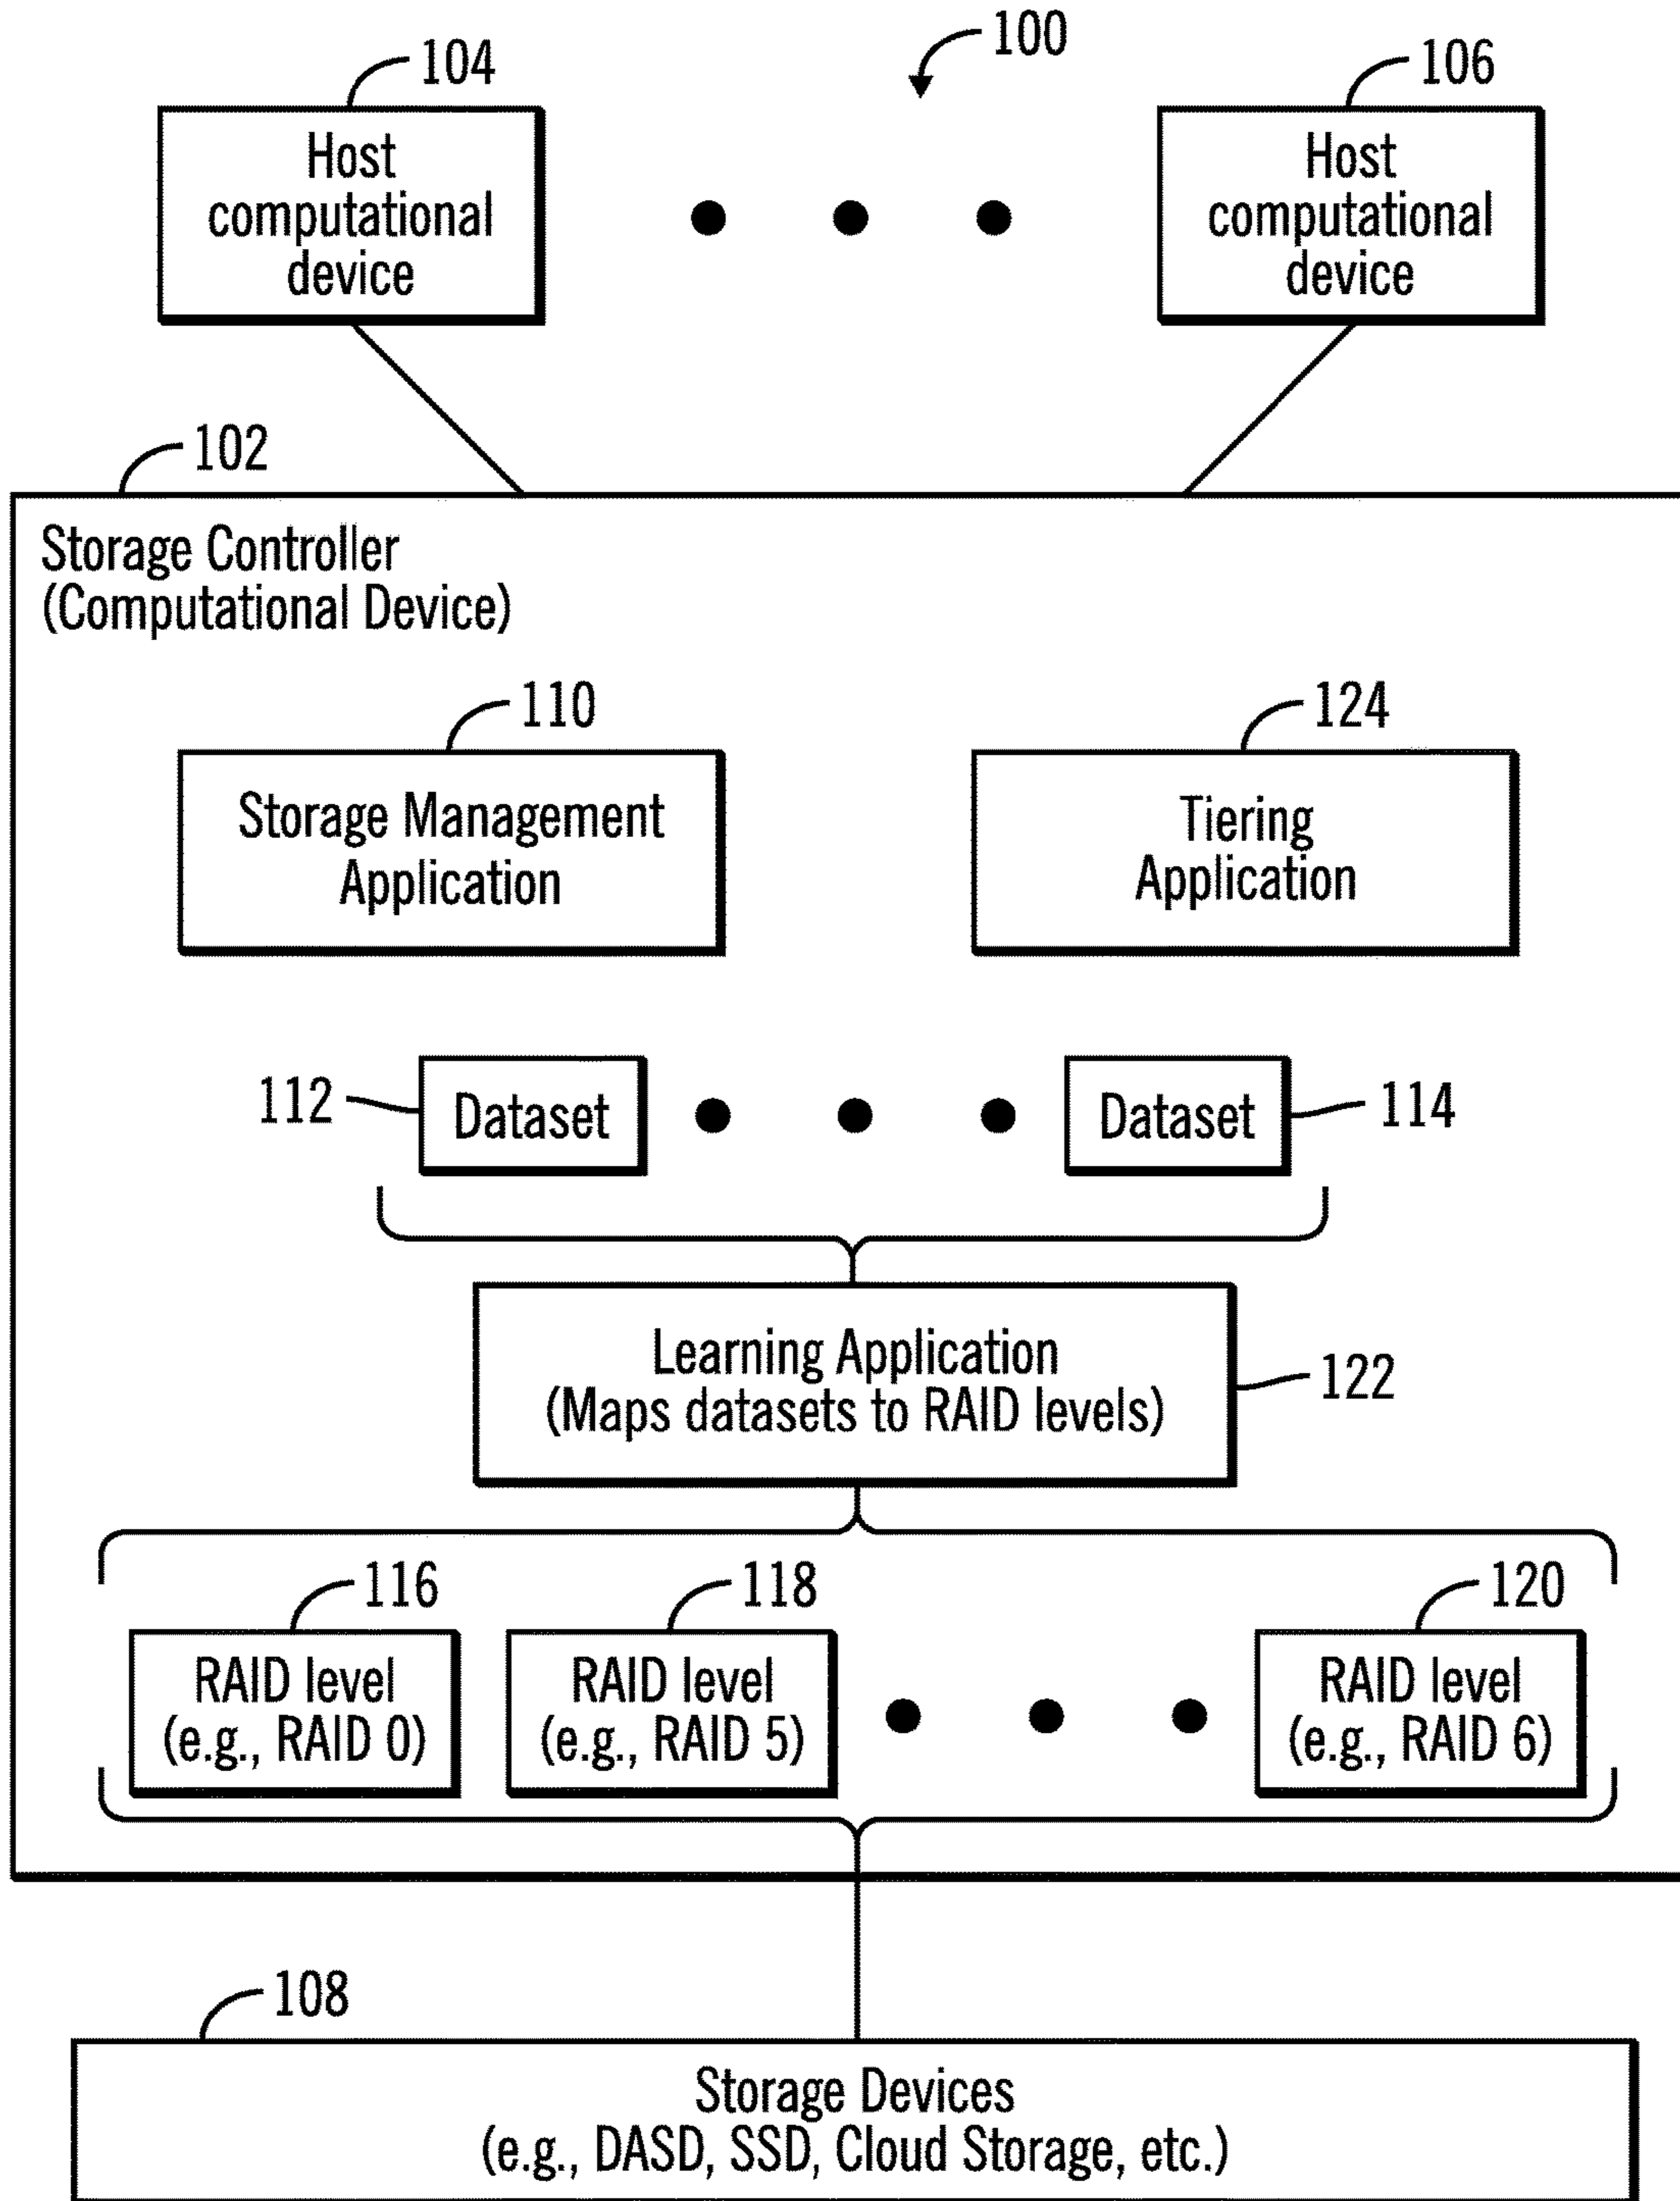 100
104
106
Host
computational
device
Host
computational
device
102
Storage Controller
(Computational Device)
110
124
Storage Management
Application
Tiering
Application
112
Dataset
Dataset
114
Learning Application
(Maps datasets to RAID levels)
122
116
118
120
RAID level
(e.g., RAID 0)
RAID level
(e.g., RAID 5)
RAID level
(e.g., RAID 6)
108
Storage Devices
(e.g., DASD, SSD, Cloud Storage, etc.)